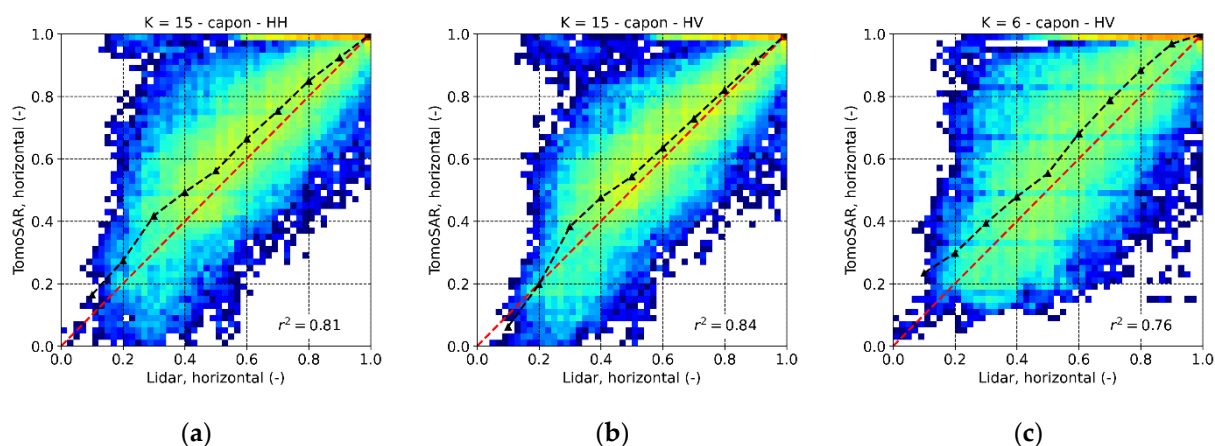 K = 15 - capon - HH
1.0
0.8
0.6
0.4
0.2
0.0
TomoSAR, horizontal (-)
r² = 0.81
0.0 0.2 0.4 0.6 0.8 1.0
Lidar, horizontal (-)
(a)
K = 15 - capon - HV
1.0
0.8
0.6
0.4
0.2
0.0
TomoSAR, horizontal (-)
r² = 0.84
0.0 0.2 0.4 0.6 0.8 1.0
Lidar, horizontal (-)
(b)
K = 6 - capon - HV
1.0
0.8
0.6
0.4
0.2
0.0
TomoSAR, horizontal (-)
r² = 0.76
0.0 0.2 0.4 0.6 0.8 1.0
Lidar, horizontal (-)
(c)